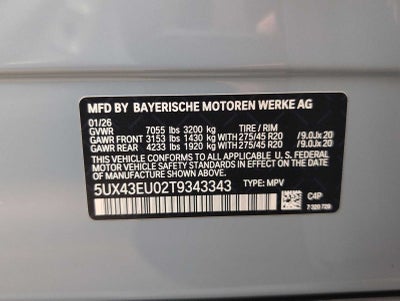 MFD BY BAYERISCHE MOTOREN WERKE AG
01/26 TIRE / RIM
GVWR 7055 lbs 3200 kg
GAWR FRONT 3153 lbs 1430 kg WITH 275/45 R20 /9.0Jx 20
GAWR REAR 4233 lbs 1920 kg WITH 275/45 R20 /9.0Jx 20
THIS VEHICLE CONFORMS TO ALL APPLICABLE U. S. FEDERAL
MOTOR VEHICLE SAFETY STANDARDS IN EFFECT ON
THE DATE OF MANUFACTURE SHOWN ABOVE.
5UX43EU02T9343343 TYPE: MPV
C4P
7 320 726